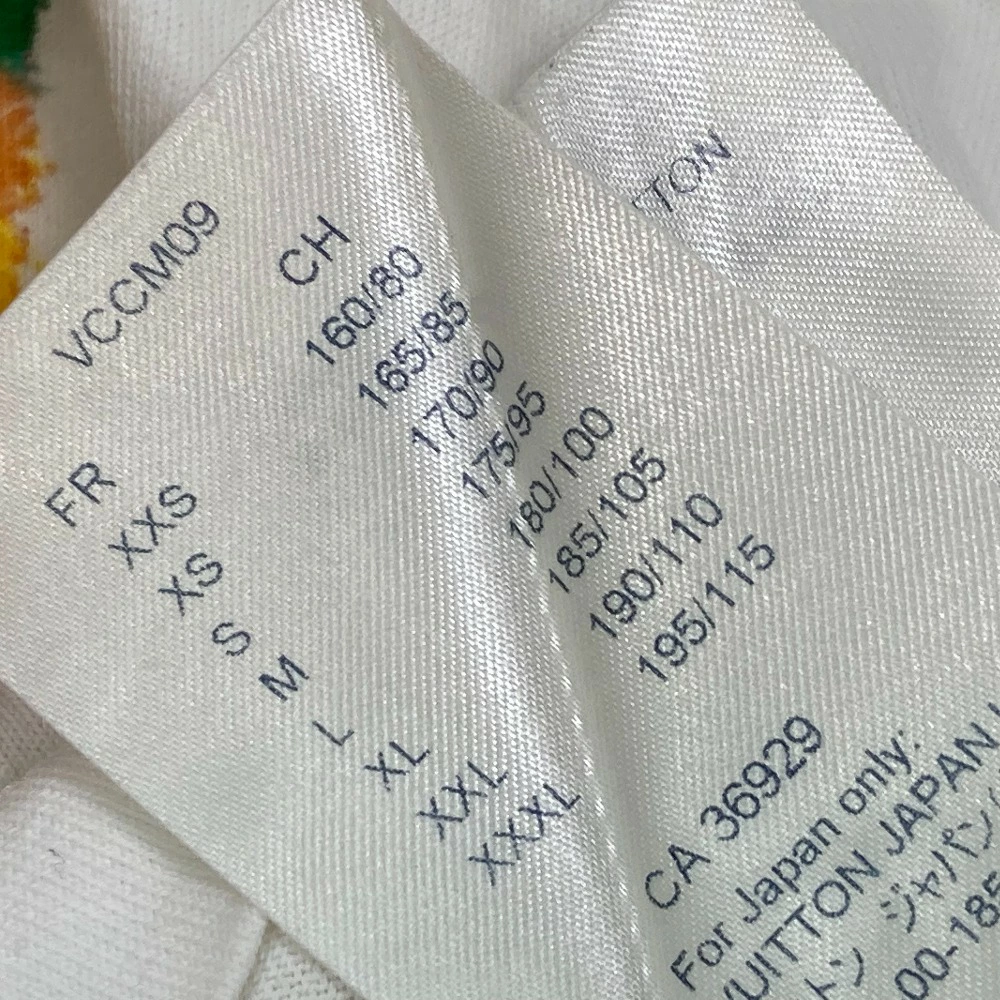 TON
VCCM09
FR CH
XXS 160/80
XS 165/85
S 170/90
M 175/95
L 180/100
XL 185/105
XXL 190/110
XXXL 195/115
CA 36929
For Japan only:
VUITTON JAPAN
トン ジャパン
00-185